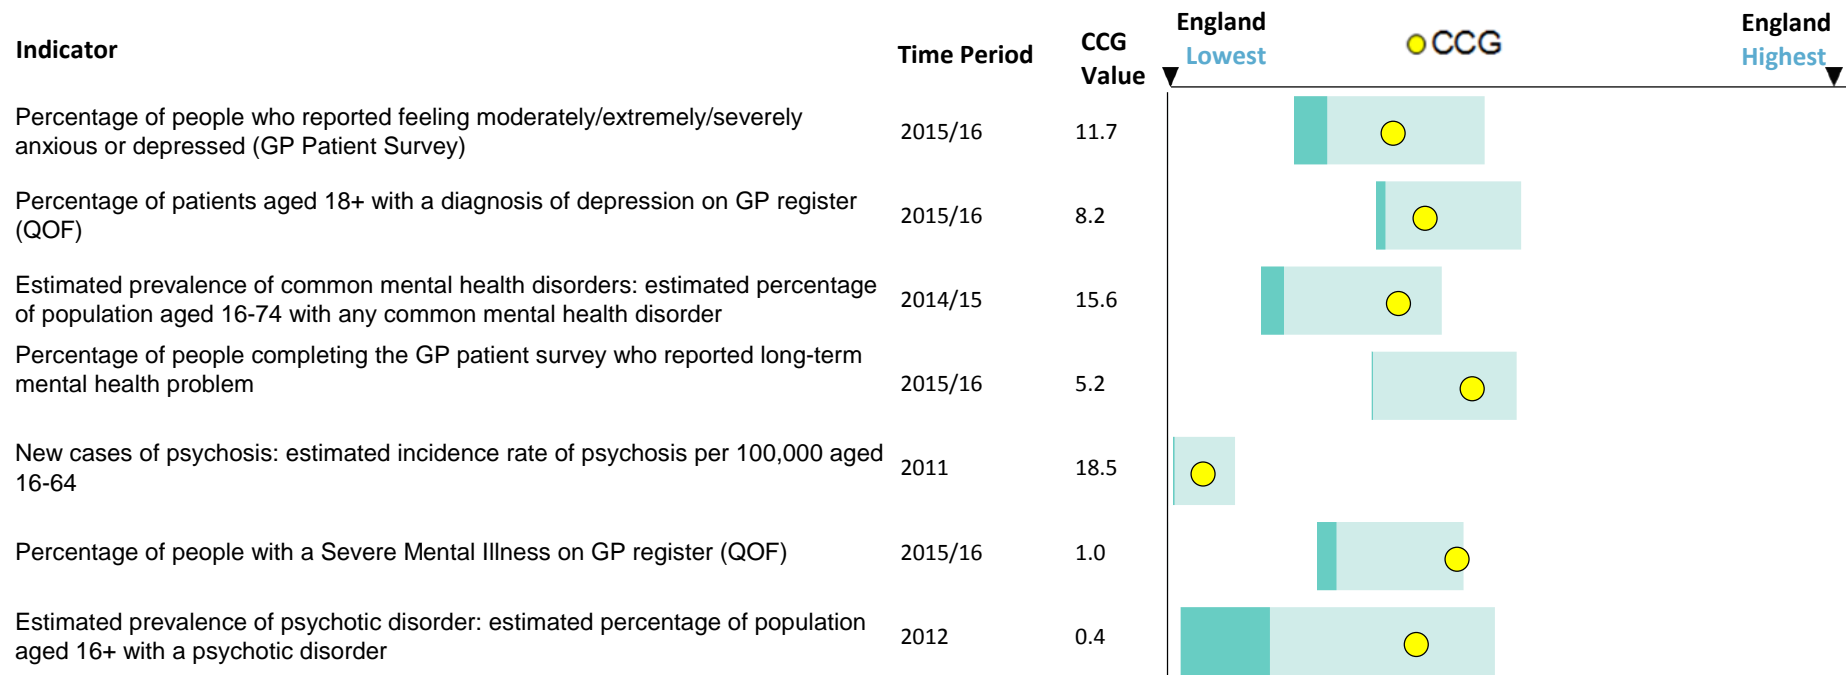 Indicator
Time Period
CCG
Value
England
Lowest
CCG
England
Highest
Percentage of people who reported feeling moderately/extremely/severely
anxious or depressed (GP Patient Survey)
2015/16
11.7
Percentage of patients aged 18+ with a diagnosis of depression on GP register
(QOF)
2015/16
8.2
Estimated prevalence of common mental health disorders: estimated percentage
of population aged 16-74 with any common mental health disorder
2014/15
15.6
Percentage of people completing the GP patient survey who reported long-term
mental health problem
2015/16
5.2
New cases of psychosis: estimated incidence rate of psychosis per 100,000 aged
16-64
2011
18.5
Percentage of people with a Severe Mental Illness on GP register (QOF)
2015/16
1.0
Estimated prevalence of psychotic disorder: estimated percentage of population
aged 16+ with a psychotic disorder
2012
0.4